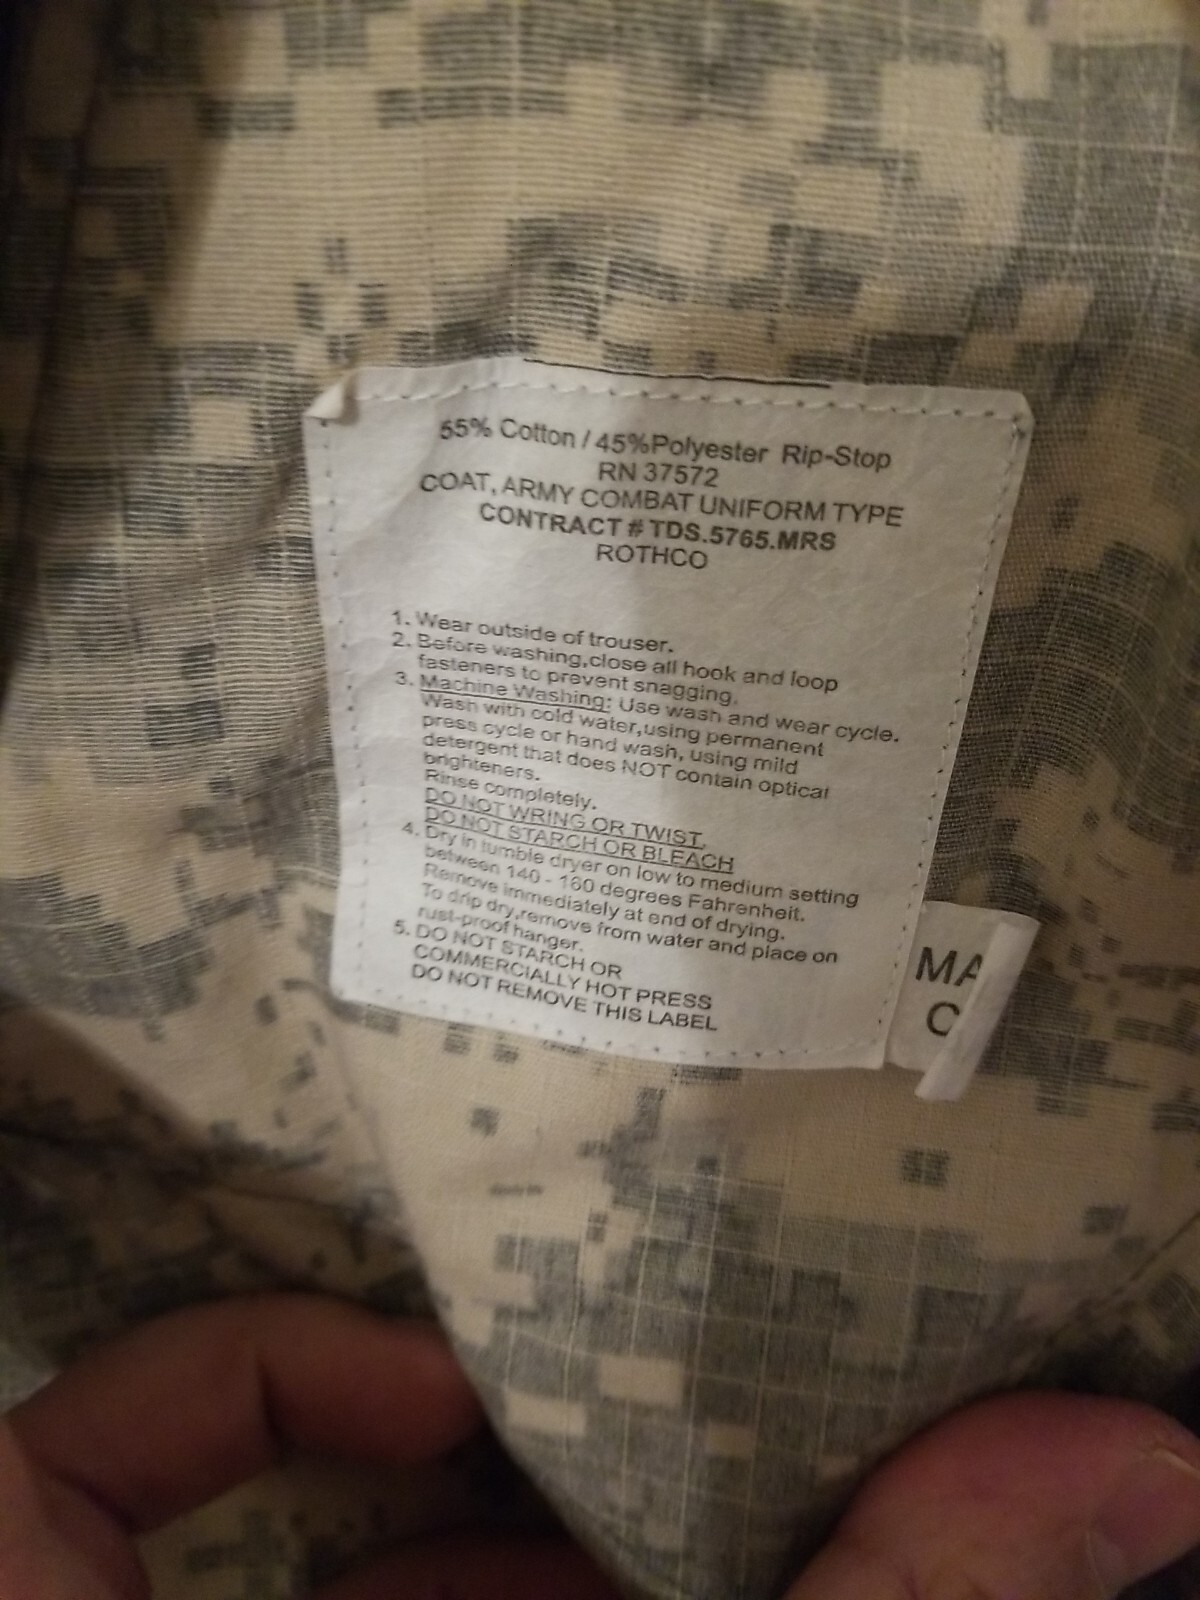 55% Cotton / 45%Polyester Rip-Stop
RN 37572
COAT, ARMY COMBAT UNIFORM TYPE
CONTRACT # TDS.5765.MRS
ROTHCO
1. Wear outside of trouser.
2. Before washing,close all hook and loop
fasteners to prevent snagging.
3. Machine Washing: Use wash and wear cycle.
Wash with cold water,using permanent
press cycle or hand wash, using mild
detergent that does NOT contain optical
brighteners.
Rinse completely.
DO NOT WRING OR TWIST,
DO NOT STARCH OR BLEACH
4. Dry in tumble dryer on low to medium setting
between 140 - 160 degrees Fahrenheit.
Remove immediately at end of drying.
To drip dry,remove from water and place on
rust-proof hanger.
5. DO NOT STARCH OR
COMMERCIALLY HOT PRESS
DO NOT REMOVE THIS LABEL